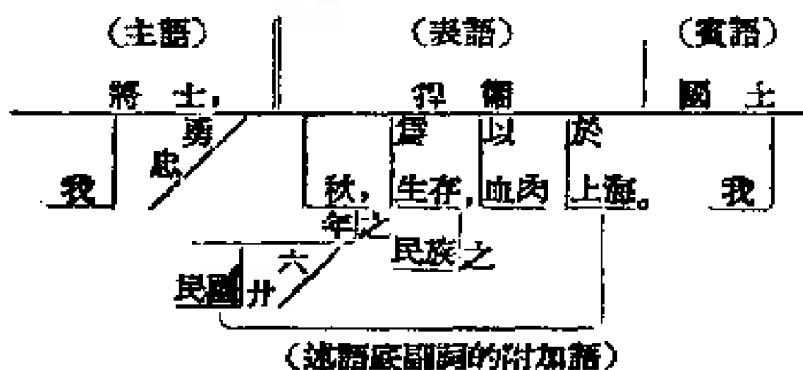 （主語） （表語） （賓語）
將士， 捍衛 國土
忠勇 爲 以 於
我 秋， 生存， 血肉 上海。 我
年之 民族之
民國廿六
（述語底副詞的附加語）